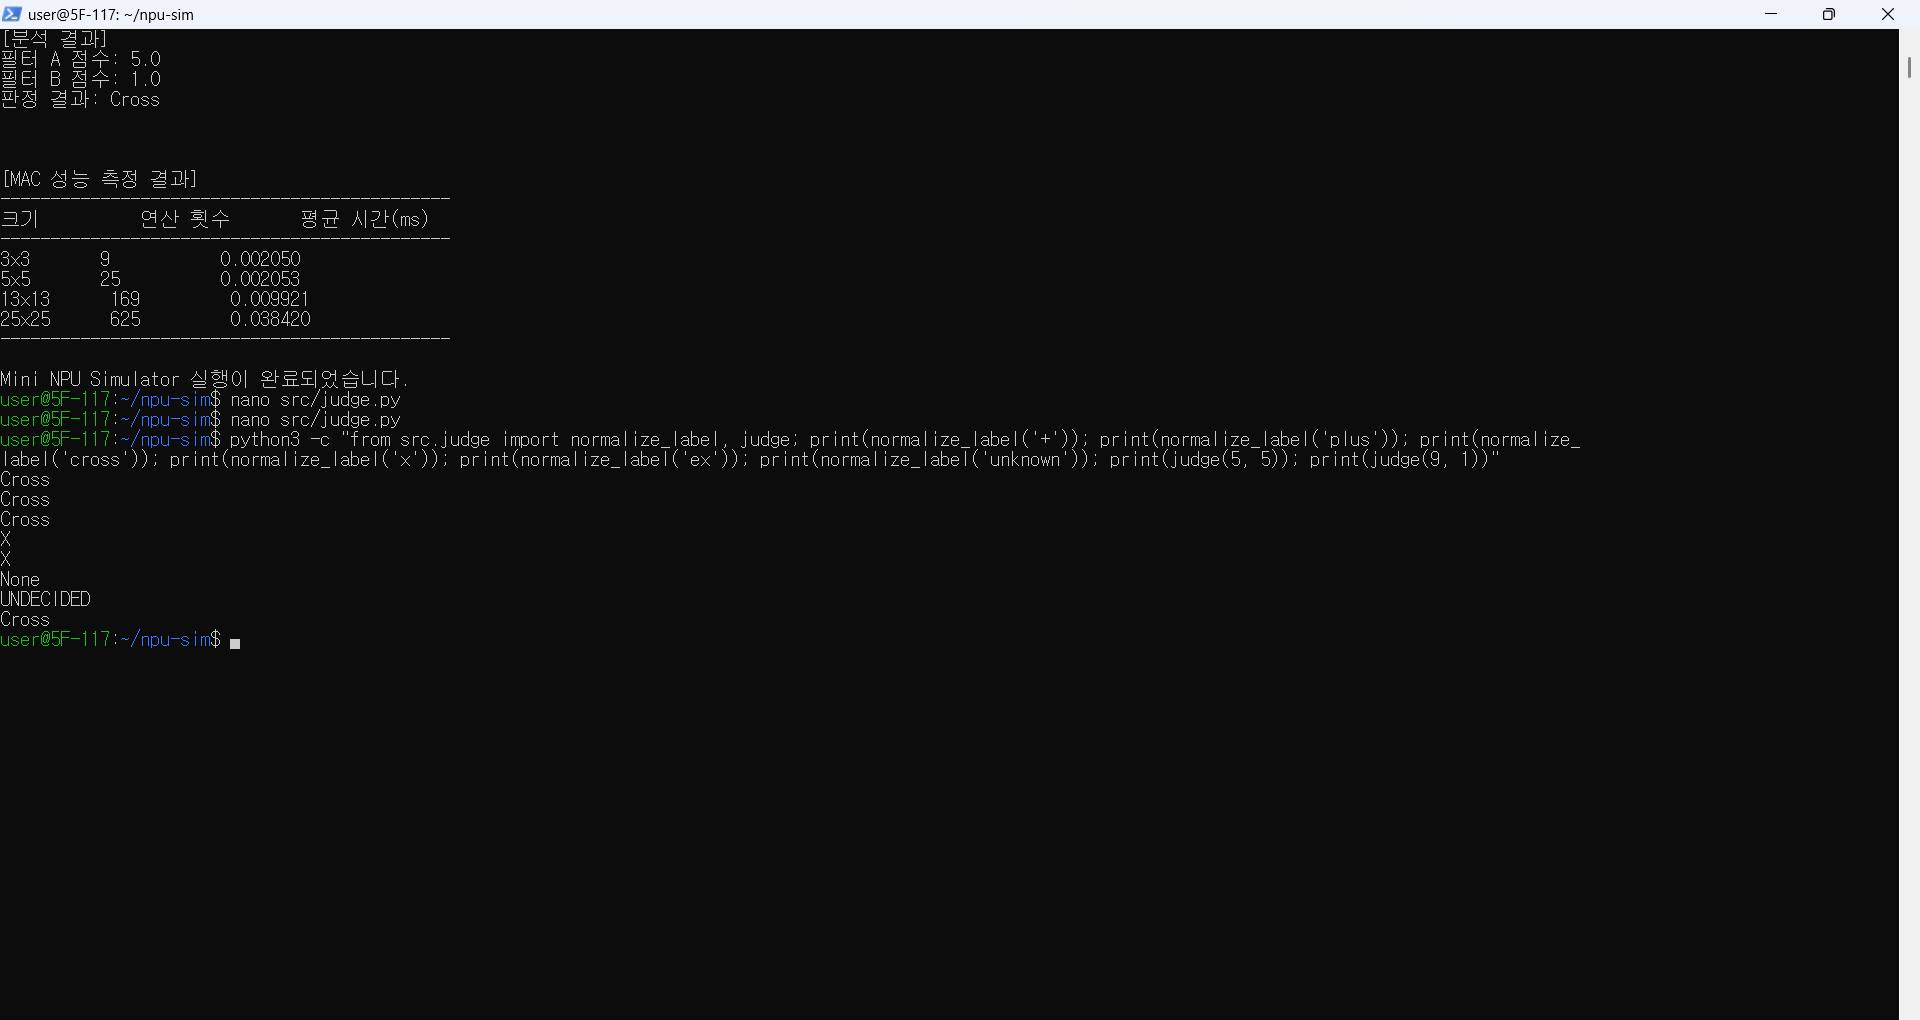 user@5F-117: ~/npu-sim
[분석 결과]
필터 A 점수: 5.0
필터 B 점수: 1.0
판정 결과: Cross
[MAC 성능 측정 결과]
---------------------------------------------
크기          연산 횟수       평균 시간(ms)
---------------------------------------------
3x3       9           0.002050
5x5       25          0.002053
13x13      169         0.009921
25x25      625         0.038420
---------------------------------------------
Mini NPU Simulator 실행이 완료되었습니다.
user@5F-117:~/npu-sim$ nano src/judge.py
user@5F-117:~/npu-sim$ nano src/judge.py
user@5F-117:~/npu-sim$ python3 -c "from src.judge import normalize_label, judge; print(normalize_label('+')); print(normalize_label('plus')); print(normalize_
label('cross')); print(normalize_label('x')); print(normalize_label('ex')); print(normalize_label('unknown')); print(judge(5, 5)); print(judge(9, 1))"
Cross
Cross
Cross
X
X
None
UNDECIDED
Cross
user@5F-117:~/npu-sim$